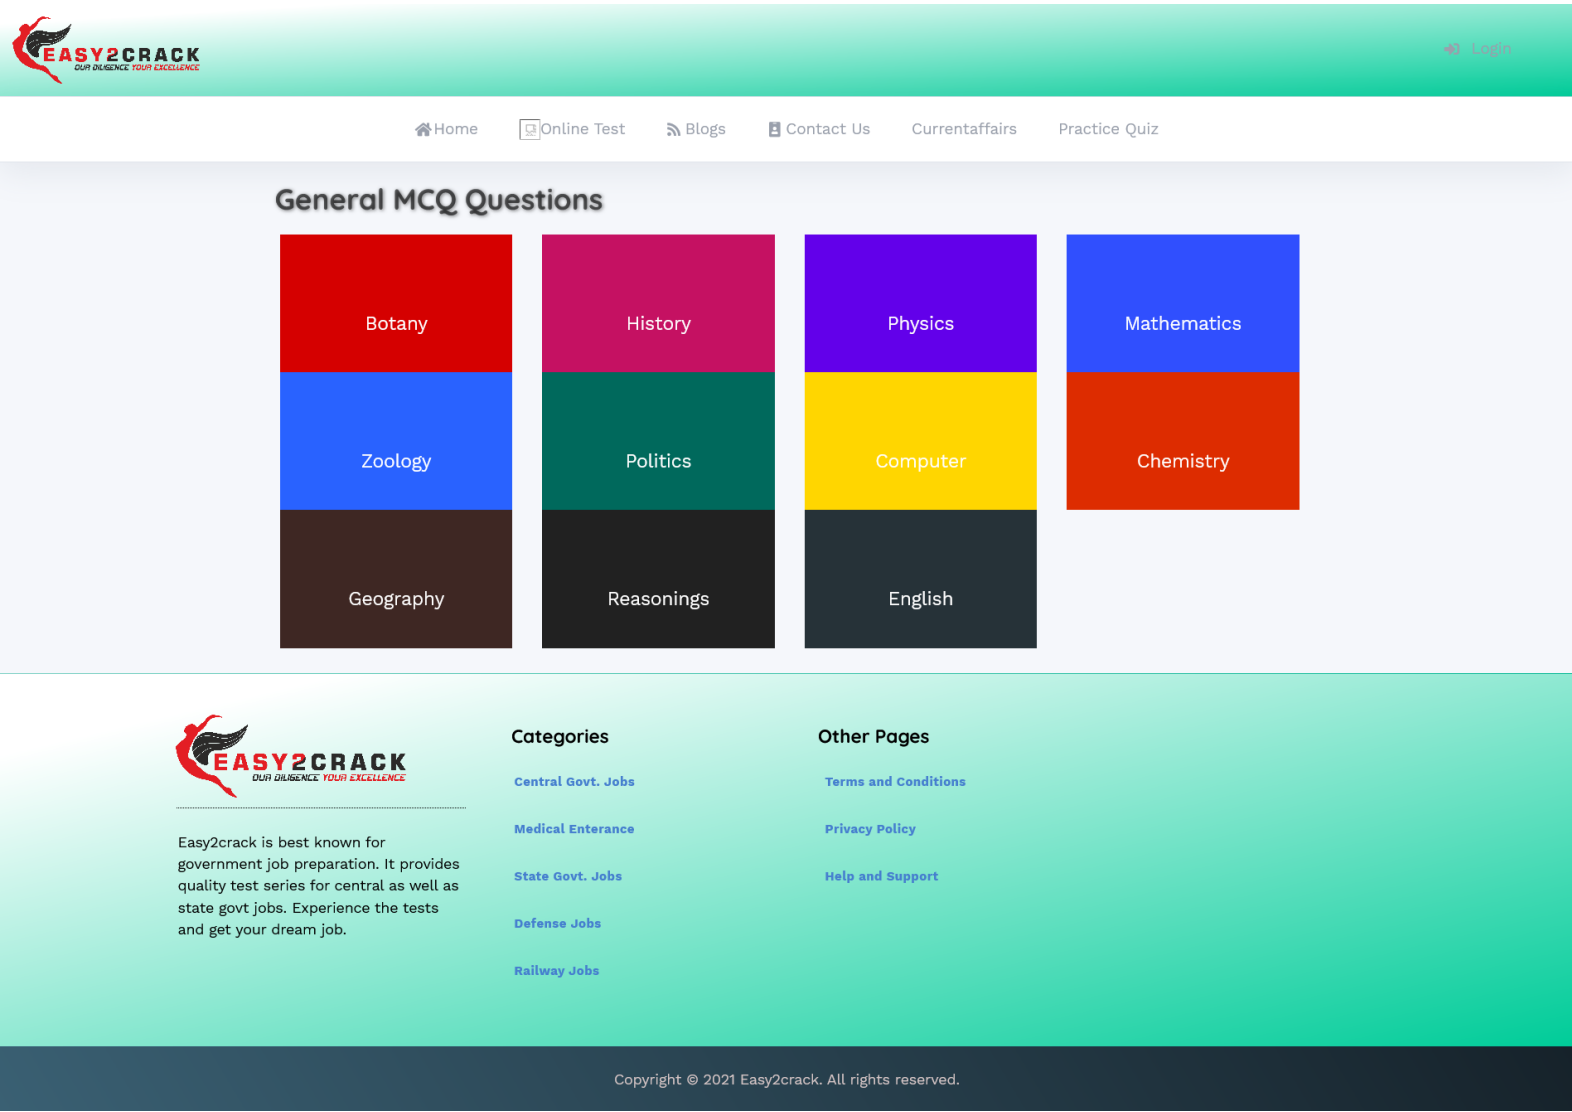 EASY2CRACK
OUR DILIGENCE YOUR EXCELLENCE
Login
Home
Online Test
Blogs
Contact Us
Currentaffairs
Practice Quiz
General MCQ Questions
Botany
History
Physics
Mathematics
Zoology
Politics
Computer
Chemistry
Geography
Reasonings
English
EASY2CRACK
OUR DILIGENCE YOUR EXCELLENCE
Easy2crack is best known for
government job preparation. It provides
quality test series for central as well as
state govt jobs. Experience the tests
and get your dream job.
Categories
Central Govt. Jobs
Medical Enterance
State Govt. Jobs
Defense Jobs
Railway Jobs
Other Pages
Terms and Conditions
Privacy Policy
Help and Support
Copyright © 2021 Easy2crack. All rights reserved.